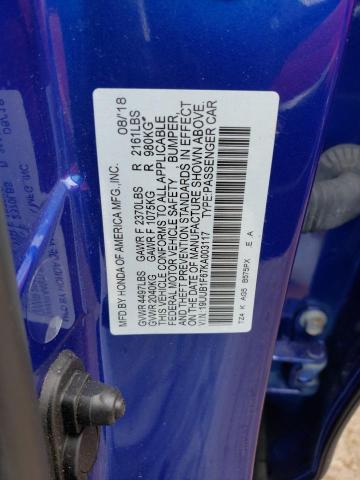 MFD BY HONDA OF AMERICA MFG.,INC. 08/'18
GVWR 4497LBS GAWR F 2370LBS R 2161LBS
GVWR 2040KG GAWR F 1075KG R 980KG
THIS VEHICLE CONFORMS TO ALL APPLICABLE
FEDERAL MOTOR VEHICLE SAFETY, BUMPER,
AND THEFT PREVENTION STANDARDS IN EFFECT
ON THE DATE OF MANUFACTURE SHOWN ABOVE.
V.I.N.:19UUB1F67KA003117 TYPE:PASSENGER CAR
TZ4 K AG5 B575PX E A